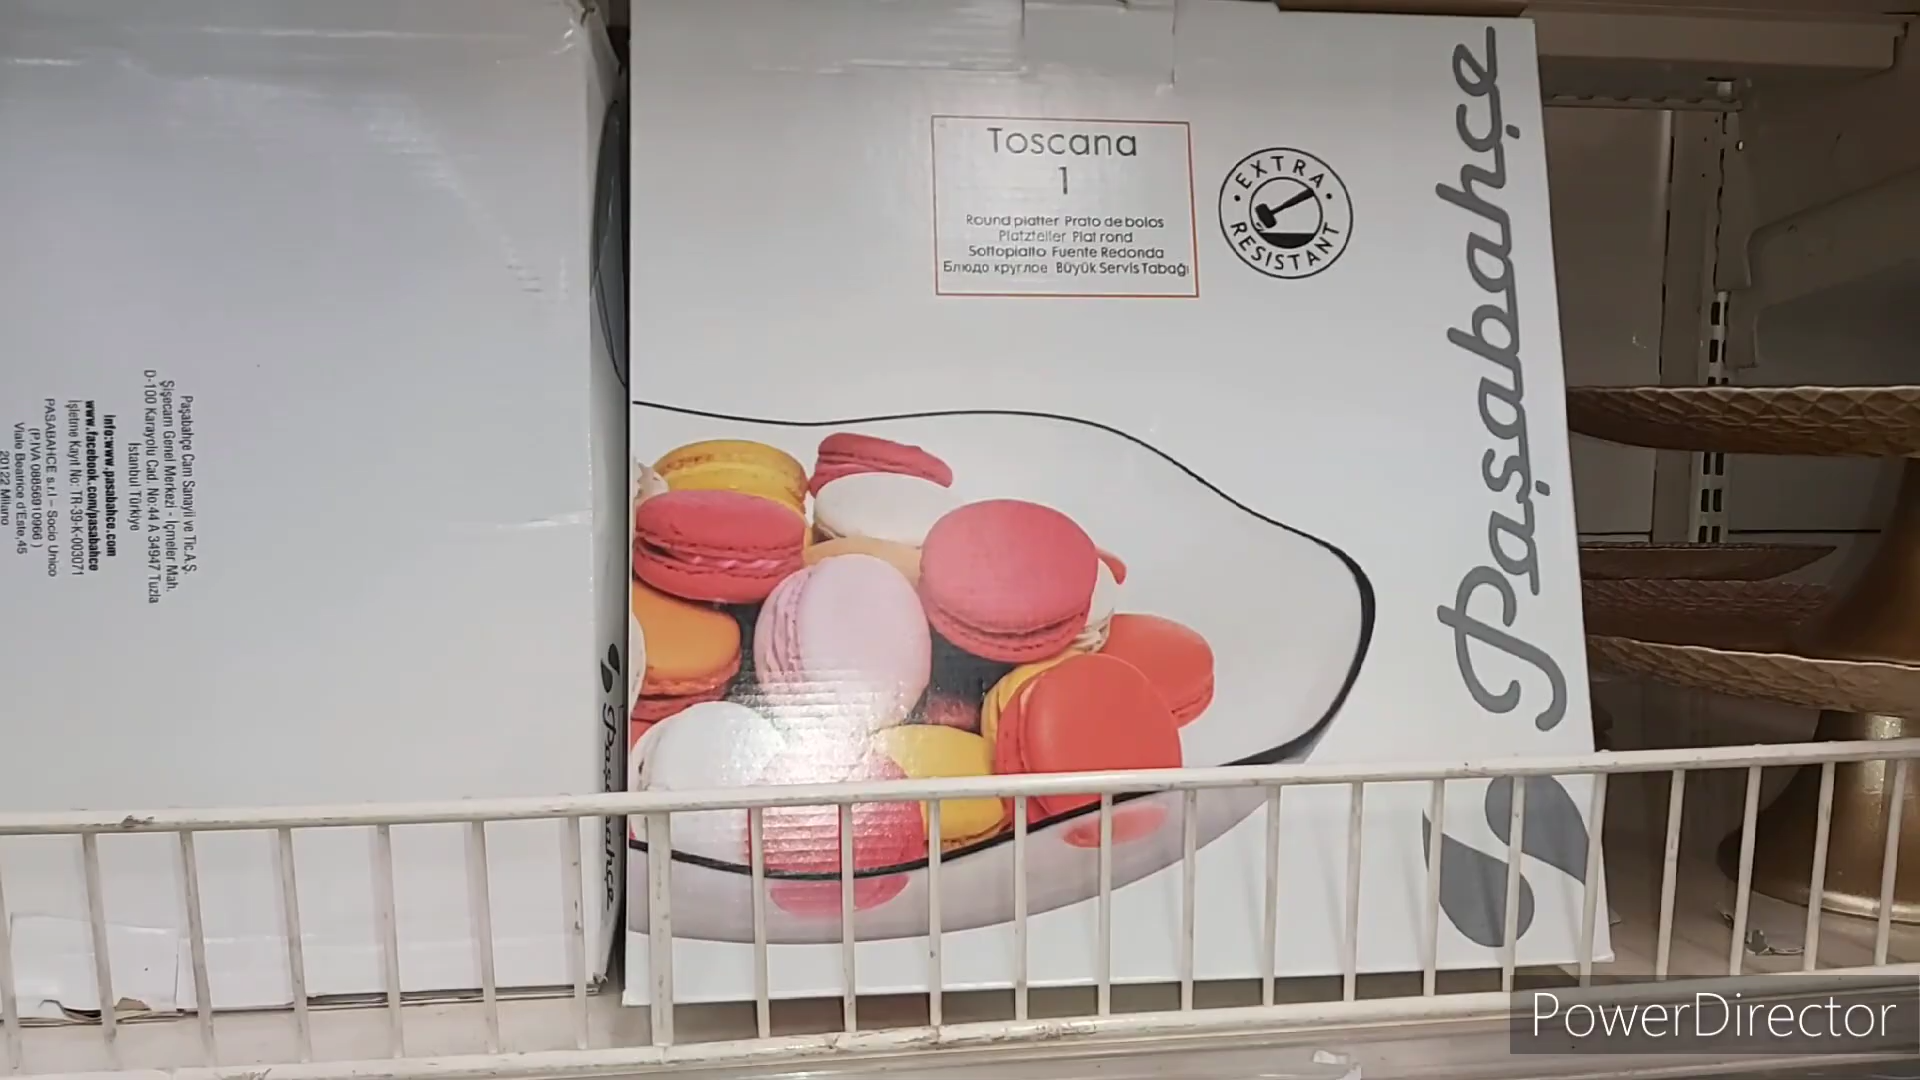 Paşabahçe Cam Sanayii ve Tic.A.Ş.
Şişecam Genel Merkezi - İçmeler Mah.
D-100 Karayolu Cad. No:44 A 34947 Tuzla
İstanbul Türkiye
Info:www.pasabahce.com
www.facebook.com/pasabahce
İşletme Kayıt No: TR-39-K-003071
PASABAHCE s.r.l – Socio Unico
(P.IVA 08569010966 )
Viale Beatrice d'Este,45
20122 Milano
Paşabahçe
Toscana
1
Round platter Prato de bolos
Platzteller Plat rond
Sottopiatto Fuente Redonda
Блюдо круглое Büyük Servis Tabağı
EXTRA
RESISTANT
Paşabahçe
PowerDirector